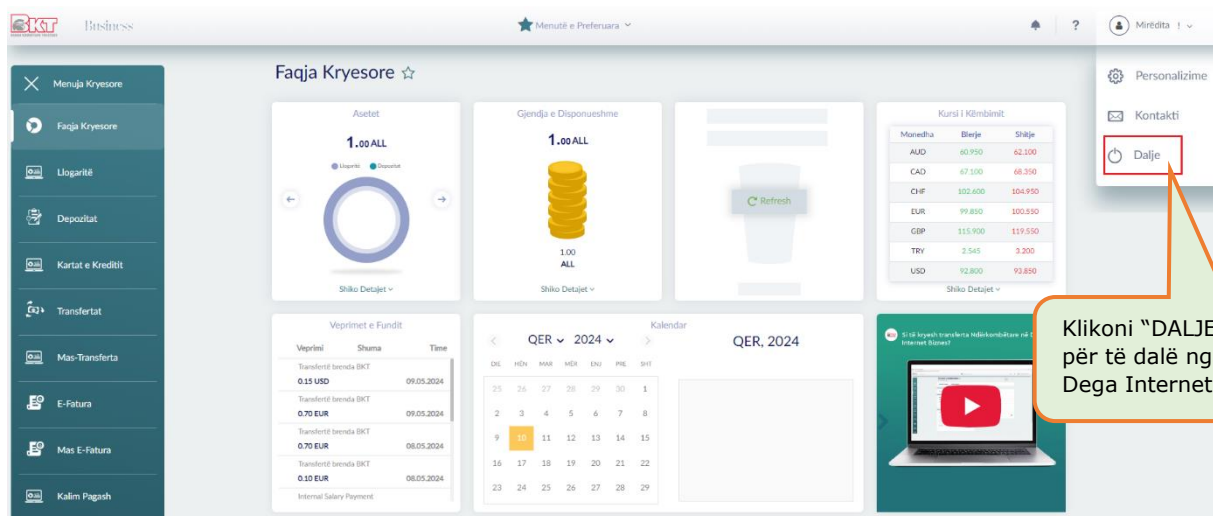 BKT Business
Menutë e Preferuara
?
Mirëdita !
Personalizime
Kontakti
Dalje
Menuja Kryesore
Faqja Kryesore
Llogaritë
Depozitat
Kartat e Kreditit
Transfertat
Mas-Transferta
E-Fatura
Mas E-Fatura
Kalim Pagash
Faqja Kryesore
Asetet
1.00 ALL
Llogaritë Depozitat
Shiko Detajet
Gjendja e Disponueshme
1.00 ALL
1.00
ALL
Shiko Detajet
Refresh
Kursi i Këmbimit
Monedha Blerje Shitje
AUD 60.950 62.100
CAD 67.100 68.350
CHF 102.600 104.950
EUR 99.850 100.550
GBP 115.900 119.550
TRY 2.545 3.200
USD 92.800 93.850
Shiko Detajet
Veprimet e Fundit
Veprimi Shuma Time
Transfertë brenda BKT
0.15 USD 09.05.2024
Transfertë brenda BKT
0.70 EUR 09.05.2024
Transfertë brenda BKT
0.70 EUR 08.05.2024
Transfertë brenda BKT
0.10 EUR 08.05.2024
Internal Salary Payment
Kalendar
QER 2024
DIE HËN MAR MËR ENJ PRE SHT
25 26 27 28 29 30 1
2 3 4 5 6 7 8
9 10 11 12 13 14 15
16 17 18 19 20 21 22
23 24 25 26 27 28 29
QER, 2024
Si të kryesh transferta Ndërkombëtare në D
Internet Biznes?
Klikoni “DALJE
për të dalë ng
Dega Internet